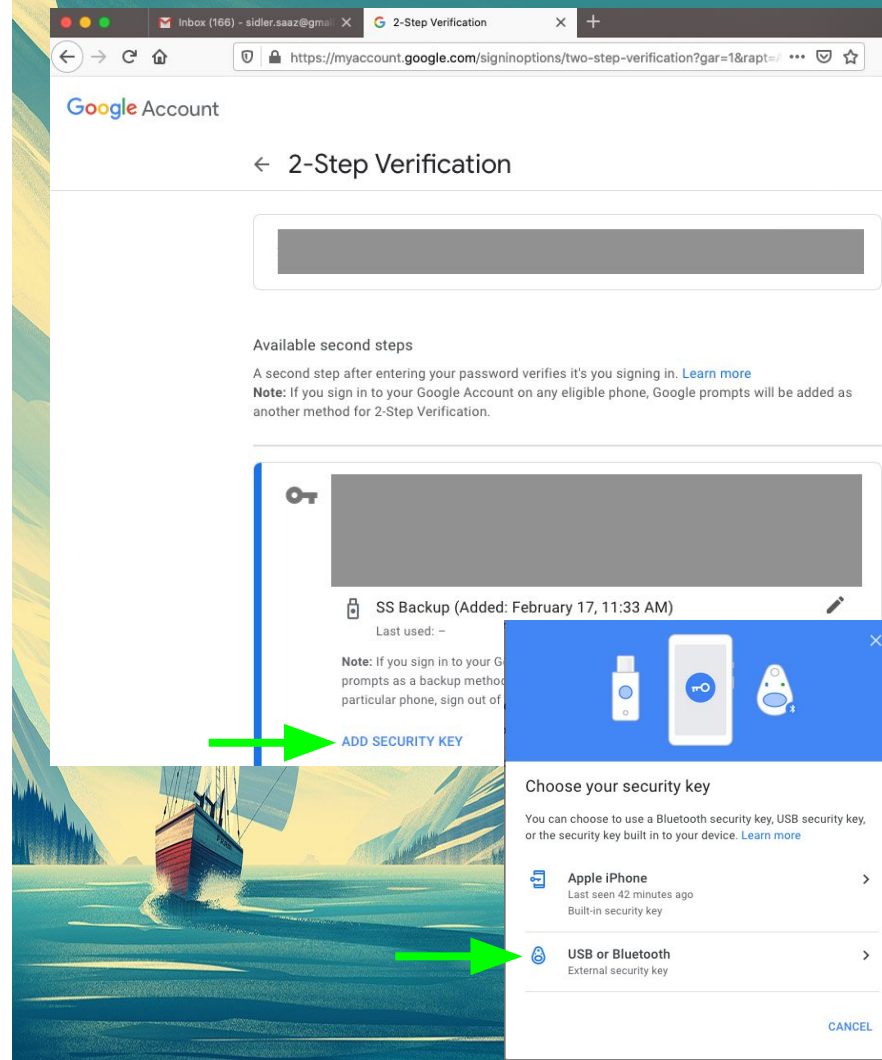 Inbox (166) - sidler.saaz@gmail
2-Step Verification
https://myaccount.google.com/signinoptions/two-step-verification?gar=1&rapt=
Google Account
2-Step Verification
Available second steps
A second step after entering your password verifies it's you signing in. Learn more
Note: If you sign in to your Google Account on any eligible phone, Google prompts will be added as
another method for 2-Step Verification.
SS Backup (Added: February 17, 11:33 AM)
Last used: –
Note: If you sign in to your G
prompts as a backup method
particular phone, sign out of
ADD SECURITY KEY
Choose your security key
You can choose to use a Bluetooth security key, USB security key,
or the security key built in to your device. Learn more
Apple iPhone
Last seen 42 minutes ago
Built-in security key
USB or Bluetooth
External security key
CANCEL